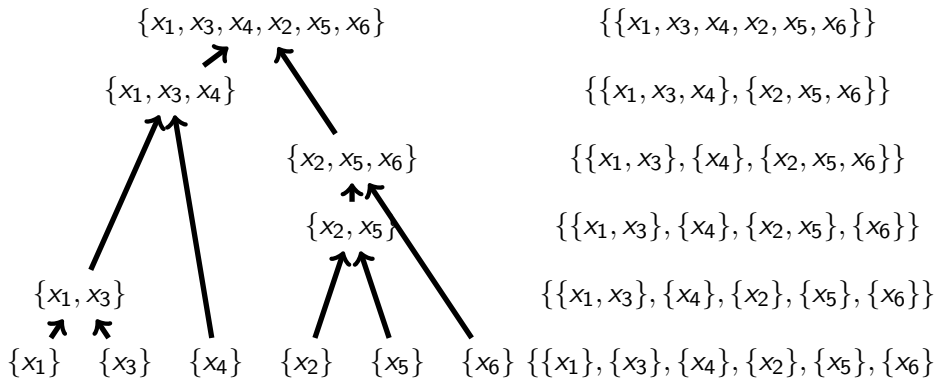 {x₁, x₃, x₄, x₂, x₅, x₆} {{x₁, x₃, x₄, x₂, x₅, x₆}}
{x₁, x₃, x₄} {{x₁, x₃, x₄}, {x₂, x₅, x₆}}
{x₂, x₅, x₆} {{x₁, x₃}, {x₄}, {x₂, x₅, x₆}}
{x₂, x₅} {{x₁, x₃}, {x₄}, {x₂, x₅}, {x₆}}
{x₁, x₃} {{x₁, x₃}, {x₄}, {x₂}, {x₅}, {x₆}}
{x₁} {x₃} {x₄} {x₂} {x₅} {x₆} {{x₁}, {x₃}, {x₄}, {x₂}, {x₅}, {x₆}